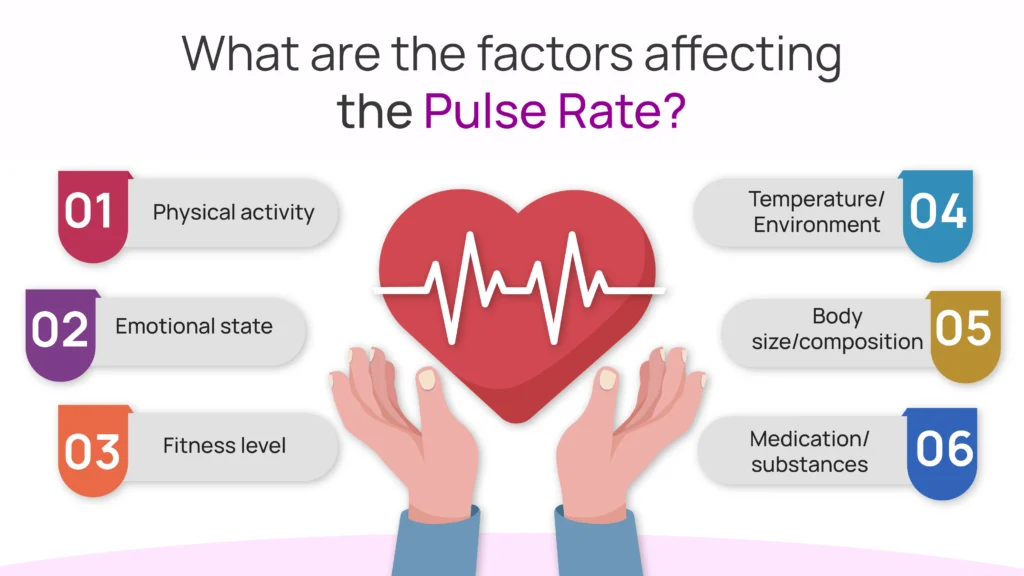 What are the factors affecting
the Pulse Rate?
01
Physical activity
02
Emotional state
03
Fitness level
Temperature/
Environment
04
Body
size/composition
05
Medication/
substances
06